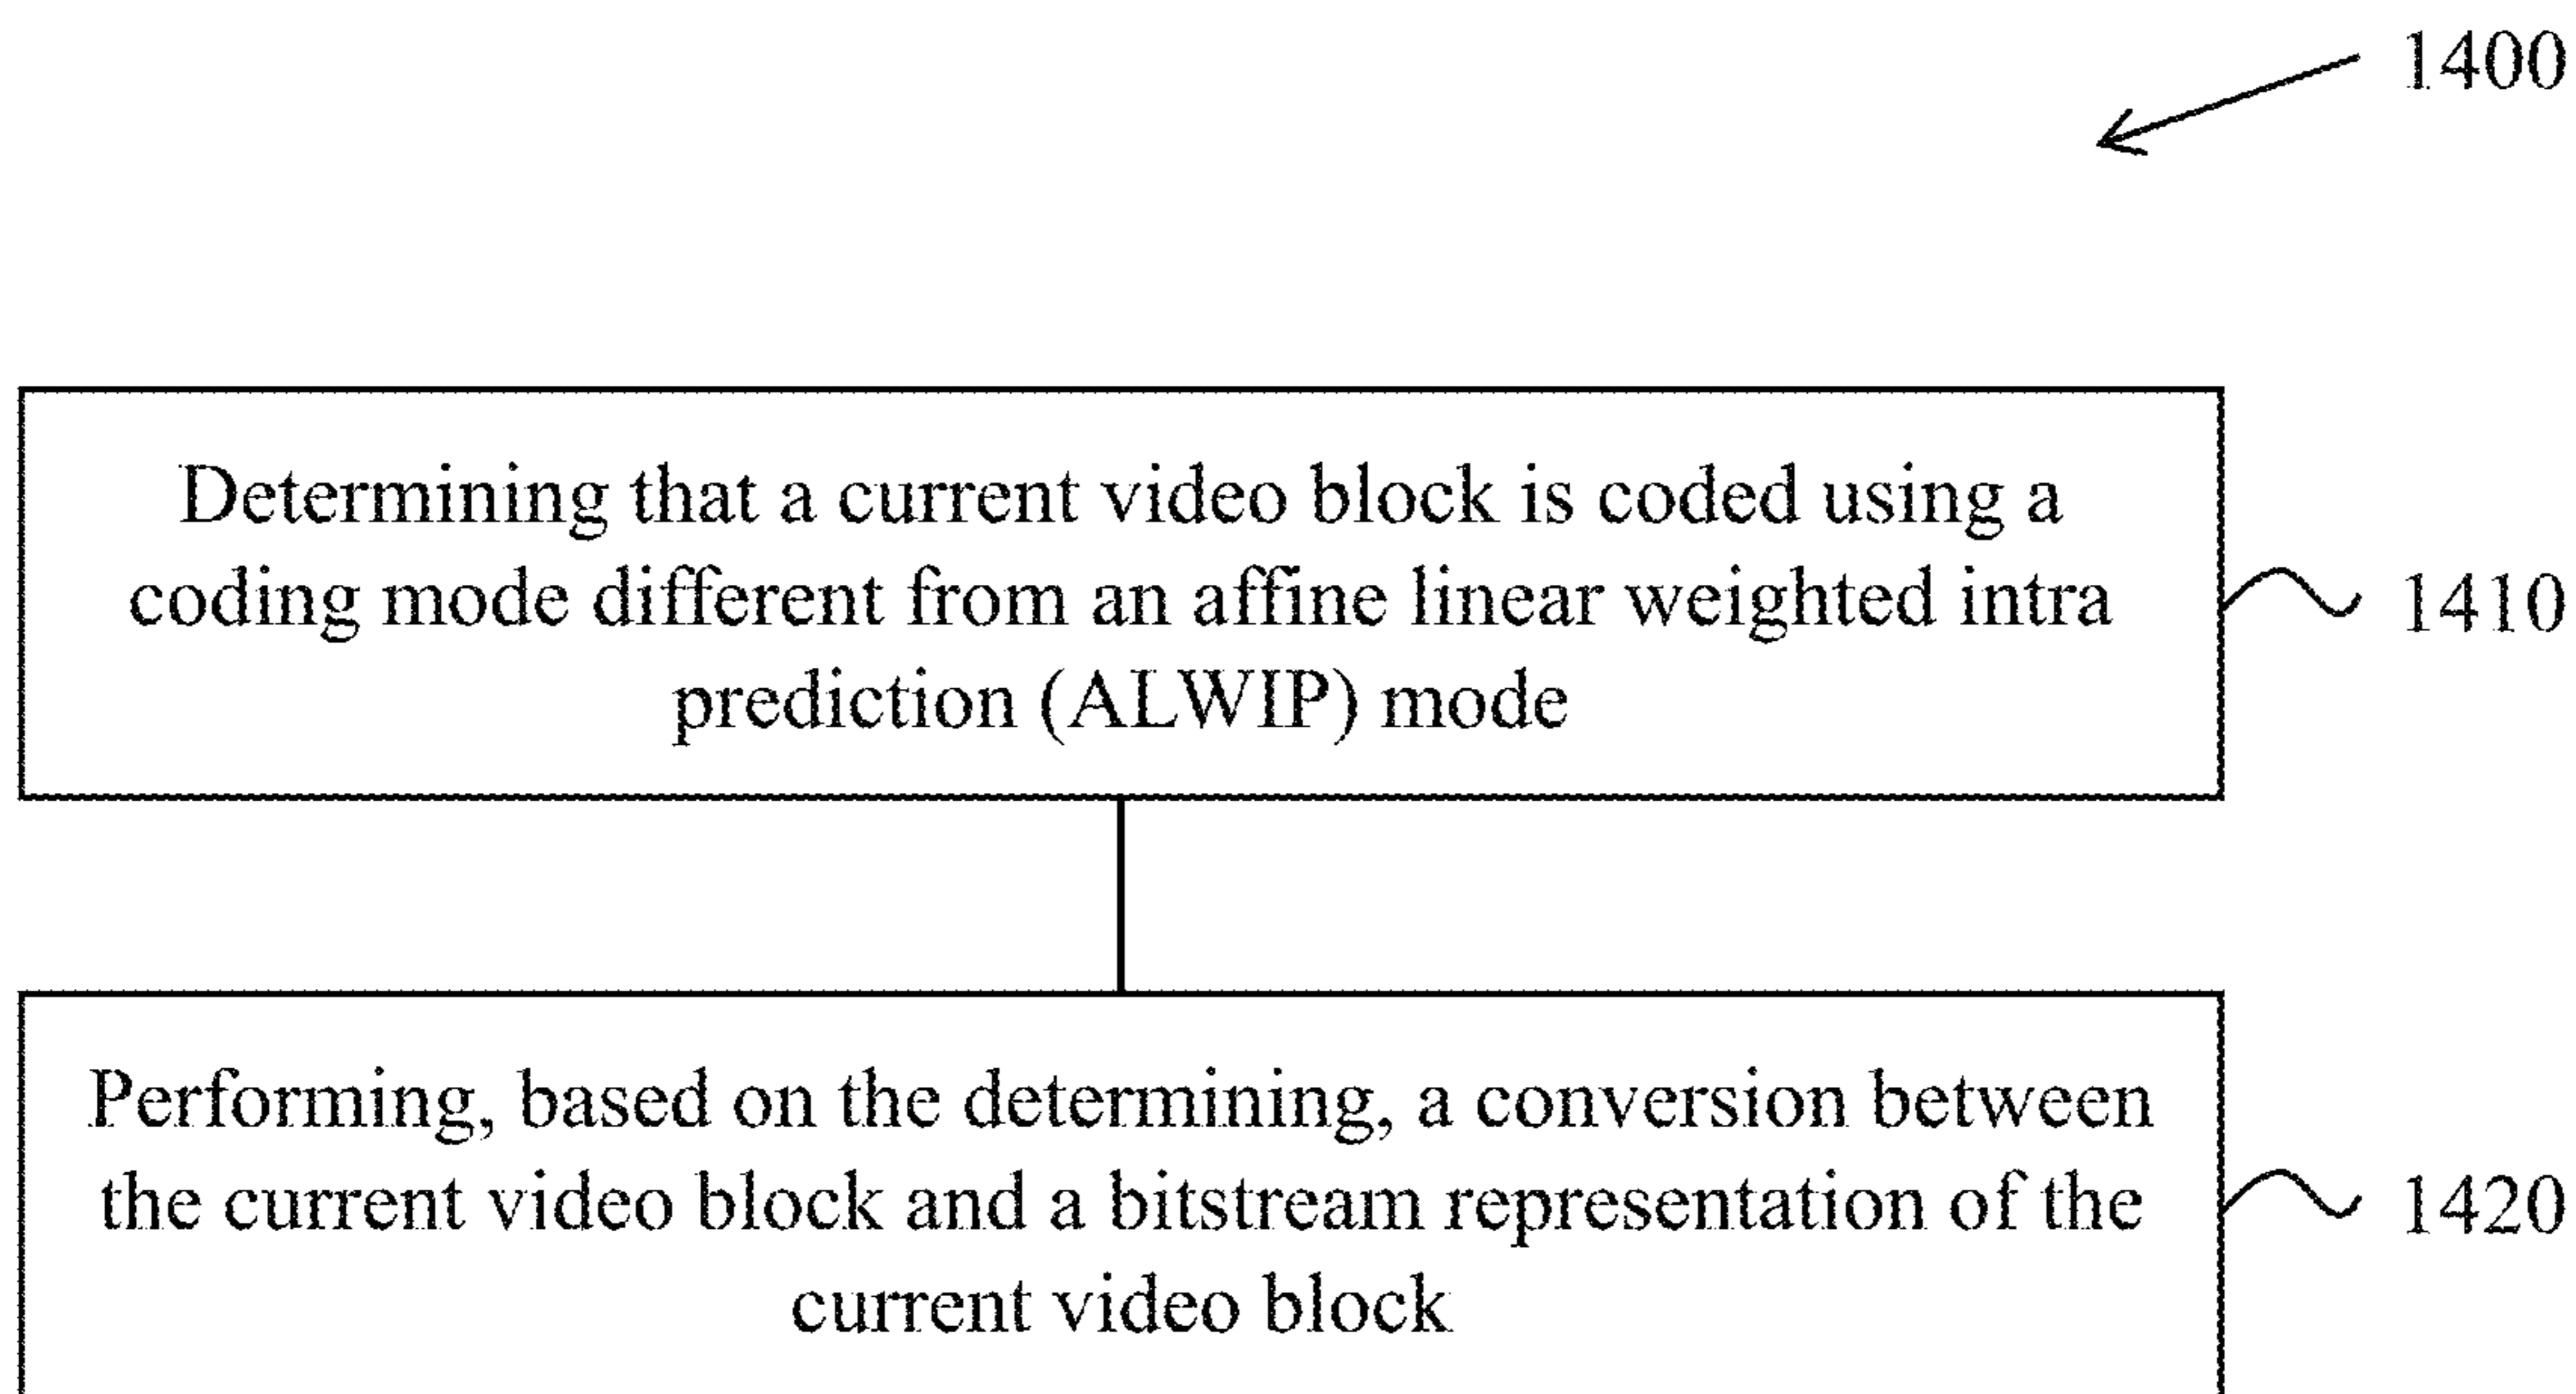 1400
Determining that a current video block is coded using a
coding mode different from an affine linear weighted intra
prediction (ALWIP) mode
1410
Performing, based on the determining, a conversion between
the current video block and a bitstream representation of the
current video block
1420